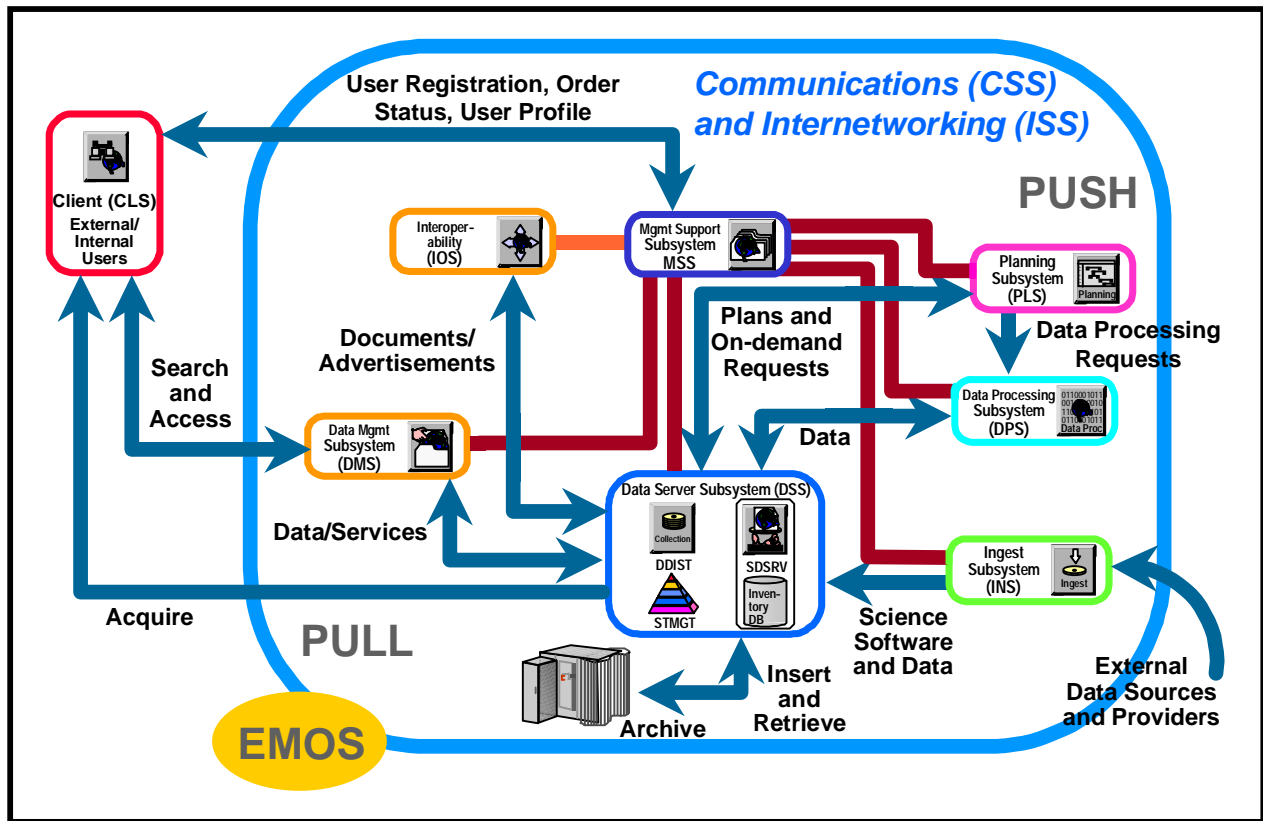 User Registration, Order
Status, User Profile
Communications (CSS)
and Internetworking (ISS)
PUSH
Client (CLS)
External/
Internal
Users
Interoper-
ability
(IOS)
Mgmt Support
Subsystem
MSS
Planning
Subsystem
(PLS)
Planning
Documents/
Advertisements
Plans and
On-demand
Requests
Data Processing
Requests
Search
and
Access
Data Mgmt
Subsystem
(DMS)
Data Processing
Subsystem
(DPS)
Data Proc
Data
Data/Services
Data Server Subsystem (DSS)
Collection
DDIST
SDSRV
STMGT
Inven-
tory
DB
Ingest
Subsystem
(INS)
Ingest
Acquire
PULL
Science
Software
and Data
Insert
and
Retrieve
Archive
External
Data Sources
and Providers
EMOS